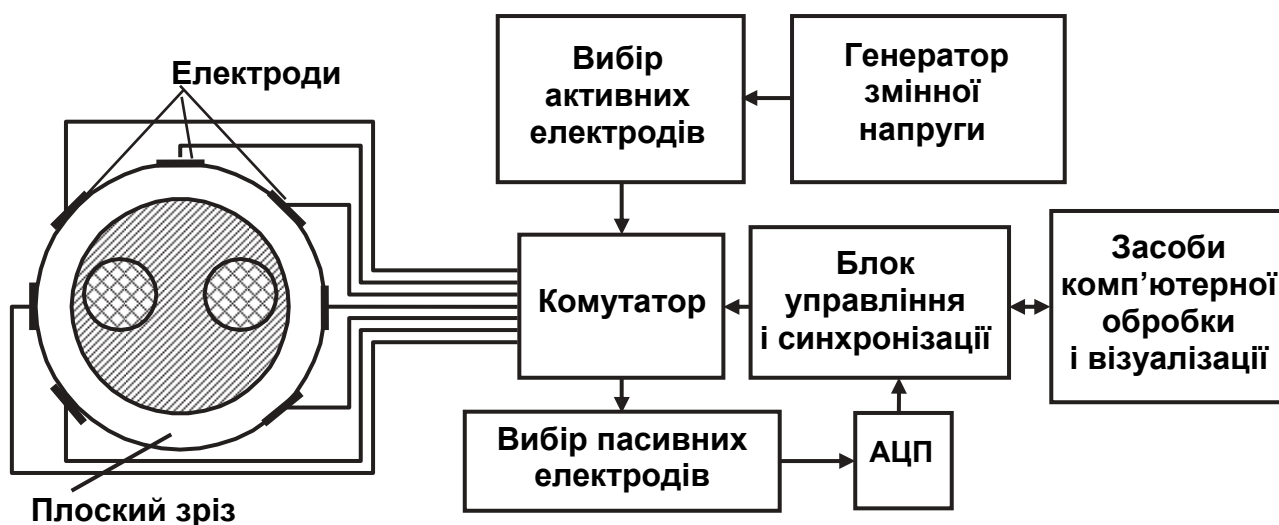 Електроди
Вибір
активних
електродів
Генератор
змінної
напруги
Комутатор
Блок
управління
і синхронізації
Засоби
комп’ютерної
обробки
і візуалізації
Вибір пасивних
електродів
АЦП
Плоский зріз